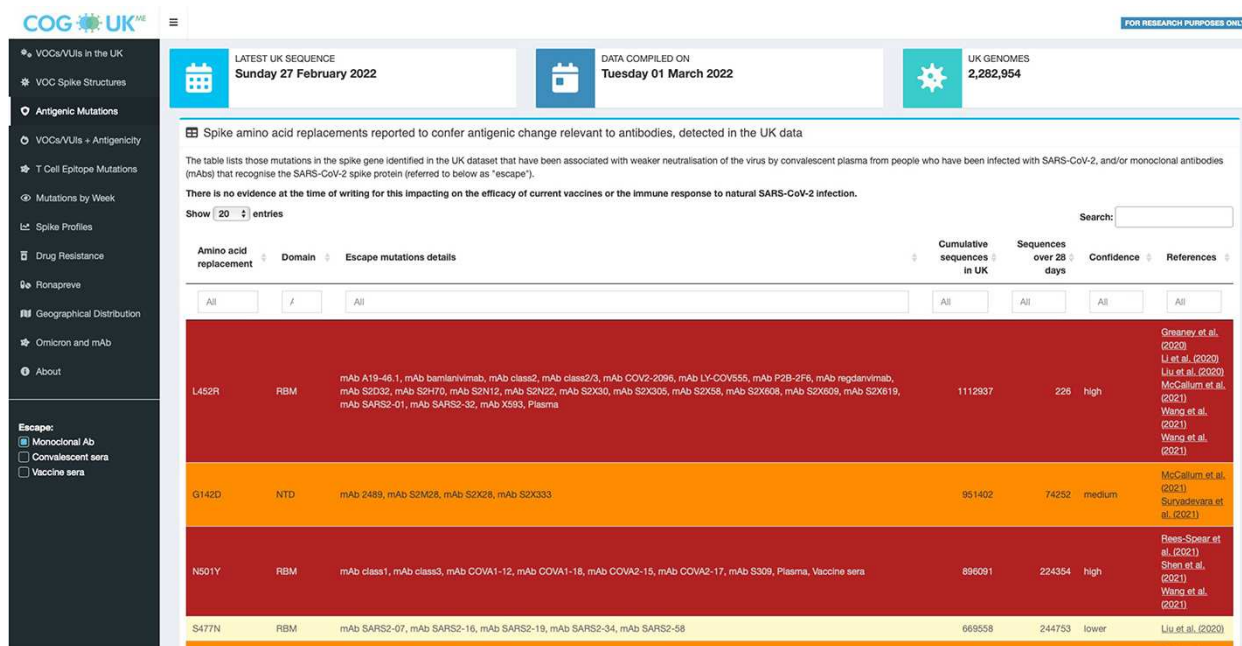 COG UK ME
FOR RESEARCH PURPOSES ONLY
VOCs/VUIs in the UK
VOC Spike Structures
Antigenic Mutations
VOCs/VUIs + Antigenicity
T Cell Epitope Mutations
Mutations by Week
Spike Profiles
Drug Resistance
Ronapreve
Geographical Distribution
Omicron and mAb
About
Escape:
Monoclonal Ab
Convalescent sera
Vaccine sera
LATEST UK SEQUENCE
Sunday 27 February 2022
DATA COMPILED ON
Tuesday 01 March 2022
UK GENOMES
2,282,954
Spike amino acid replacements reported to confer antigenic change relevant to antibodies, detected in the UK data
The table lists those mutations in the spike gene identified in the UK dataset that have been associated with weaker neutralisation of the virus by convalescent plasma from people who have been infected with SARS-CoV-2, and/or monoclonal antibodies
(mAbs) that recognise the SARS-CoV-2 spike protein (referred to below as "escape").
There is no evidence at the time of writing for this impacting on the efficacy of current vaccines or the immune response to natural SARS-CoV-2 infection.
Show 20 entries
Search:
Amino acid
replacement
Domain
Escape mutations details
Cumulative
sequences
in UK
Sequences
over 28
days
Confidence
References
All
All
All
All
All
All
L452R
RBM
mAb A19-46.1, mAb bamlanivimab, mAb class2, mAb class2/3, mAb COV2-2096, mAb LY-COV555, mAb P2B-2F6, mAb regdanvimab,
mAb S2D32, mAb S2H70, mAb S2N12, mAb S2N22, mAb S2X30, mAb S2X305, mAb S2X58, mAb S2X608, mAb S2X609, mAb S2X619,
mAb SARS2-01, mAb SARS2-32, mAb X593, Plasma
1112937
226
high
Greaney et al.
(2020)
Li et al. (2020)
Liu et al. (2020)
McCallum et al.
(2021)
Wang et al.
(2021)
Wang et al.
(2021)
G142D
NTD
mAb 2489, mAb S2M28, mAb S2X28, mAb S2X333
951402
74252
medium
McCallum et al.
(2021)
Suryadevara et
al. (2021)
N501Y
RBM
mAb class1, mAb class3, mAb COVA1-12, mAb COVA1-18, mAb COVA2-15, mAb COVA2-17, mAb S309, Plasma, Vaccine sera
896091
224354
high
Rees-Spear et
al. (2021)
Shen et al.
(2021)
Wang et al.
(2021)
S477N
RBM
mAb SARS2-07, mAb SARS2-16, mAb SARS2-19, mAb SARS2-34, mAb SARS2-58
669558
244753
lower
Liu et al. (2020)